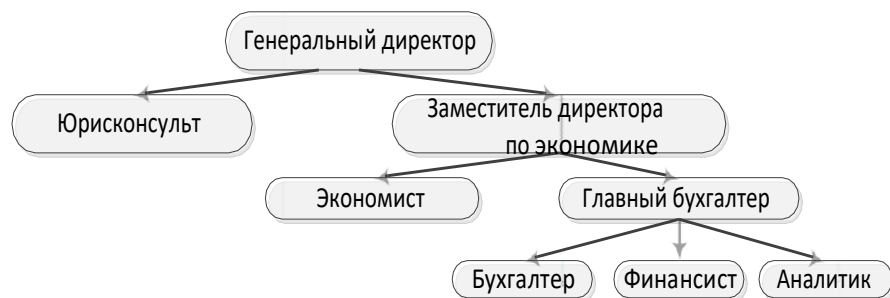 Генеральный директор
Юрисконсульт
Заместитель директора
по экономике
Экономист
Главный бухгалтер
Бухгалтер
Финансист
Аналитик